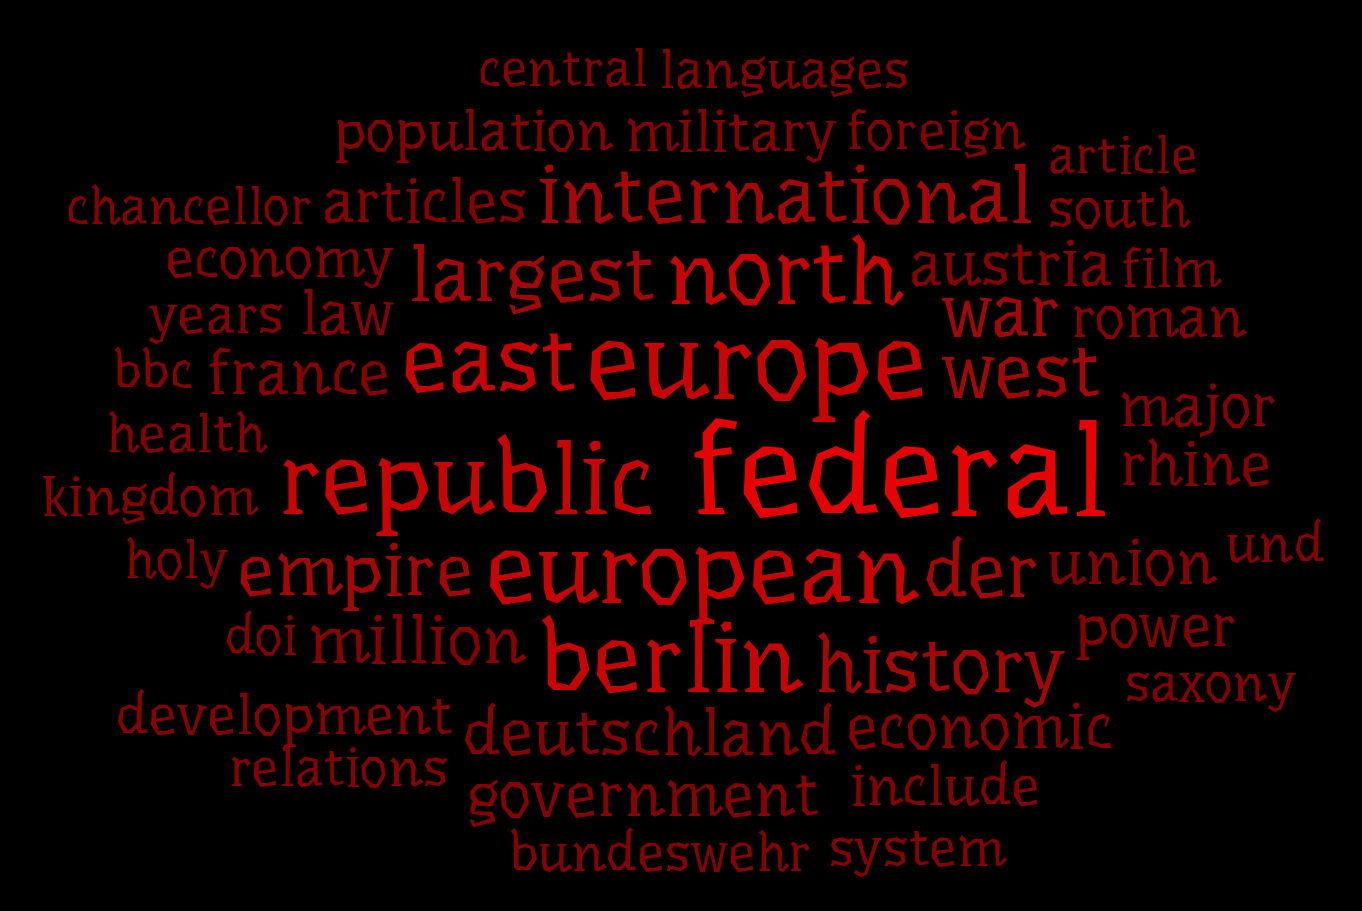 central languages
population military foreign
article
chancellor articles international south
economy largest north austria film
years law war roman
bbc france east europe west
major
health
republic federal rhine
kingdom
holy empire european der union und
doi million berlin history power
saxony
development deutschland economic
relations
government include
bundeswehr system